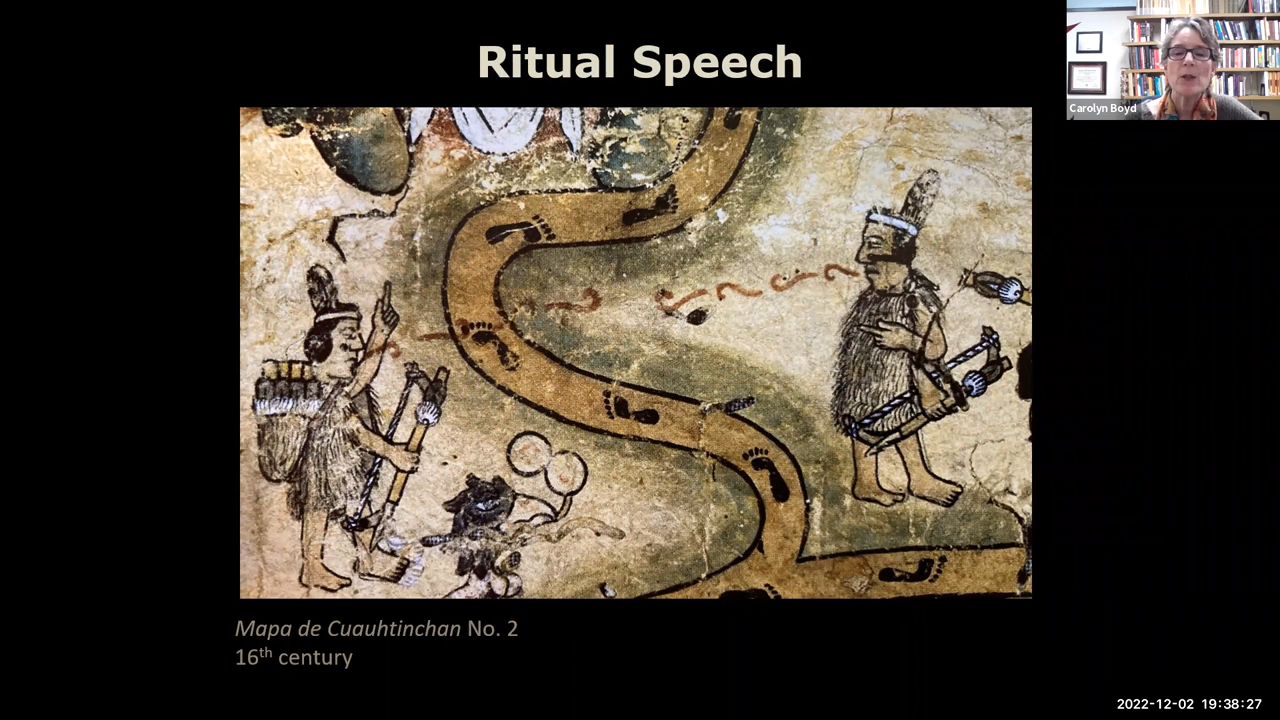 Ritual Speech
Carolyn Boyd
Mapa de Cuauhtinchan No. 2
16th century
2022-12-02 19:38:27